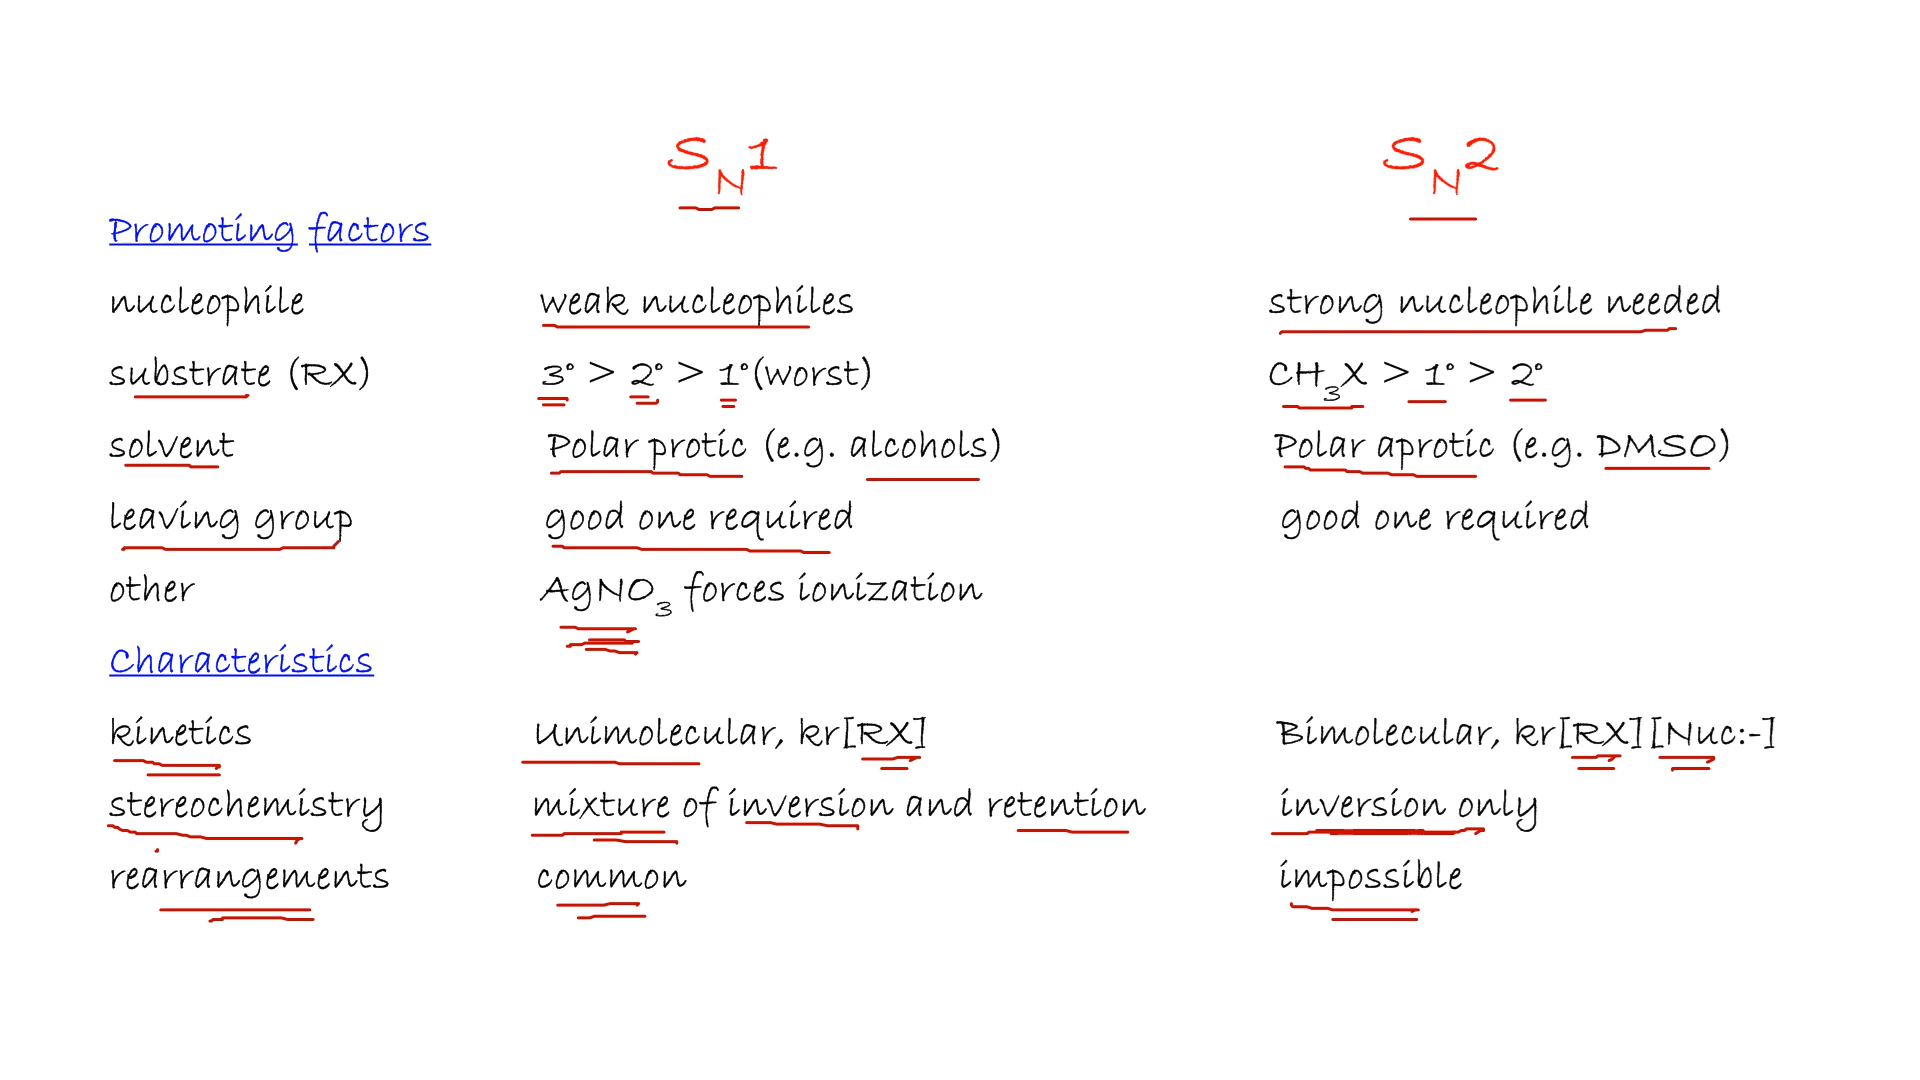 S_N1 S_N2
Promoting factors
nucleophile weak nucleophiles strong nucleophile needed
substrate (RX) 3° > 2° > 1°(worst) CH₃X > 1° > 2°
solvent Polar protic (e.g. alcohols) Polar aprotic (e.g. DMSO)
leaving group good one required good one required
other AgNO₃ forces ionization
Characteristics
kinetics Unimolecular, kr[RX] Bimolecular, kr[RX][Nuc:-]
stereochemistry mixture of inversion and retention inversion only
rearrangements common impossible